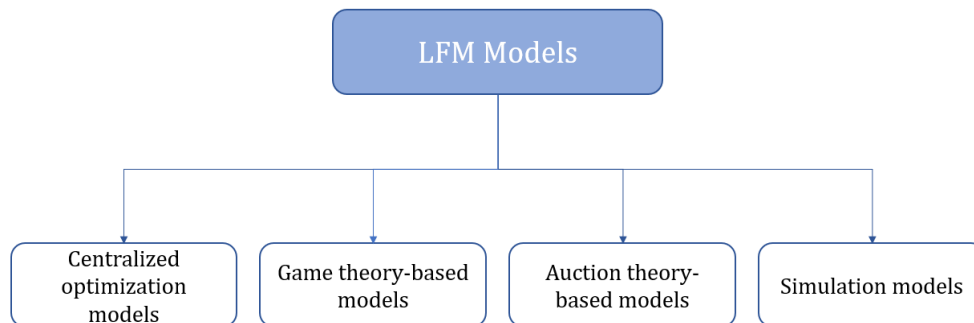 LFM Models
Centralized
optimization
models
Game theory-based
models
Auction theory-
based models
Simulation models